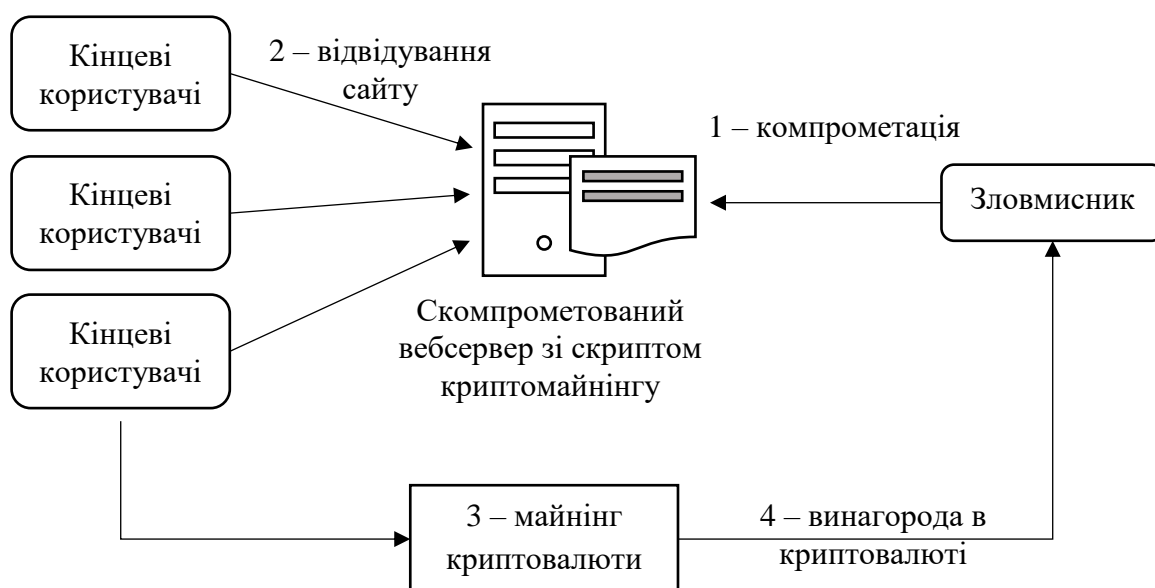 Кінцеві
користувачі
2 – відвідування
сайту
1 – компрометація
Кінцеві
користувачі
Зловмисник
Кінцеві
користувачі
Скомпрометований
вебсервер зі скриптом
криптомайнінгу
3 – майнінг
криптовалюти
4 – винагорода в
криптовалюті